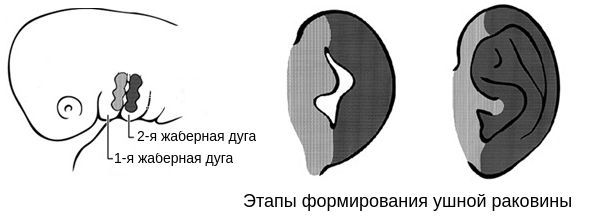 2-я жаберная дуга
1-я жаберная дуга
Этапы формирования ушной раковины